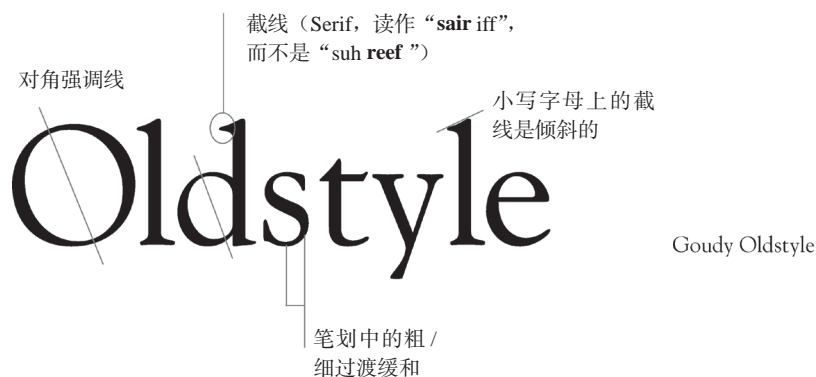 截线（Serif，读作“sair iff”，
而不是“suh reef ”）
对角强调线
小写字母上的截
线是倾斜的
Oldstyle
Goudy Oldstyle
笔划中的粗 /
细过渡缓和